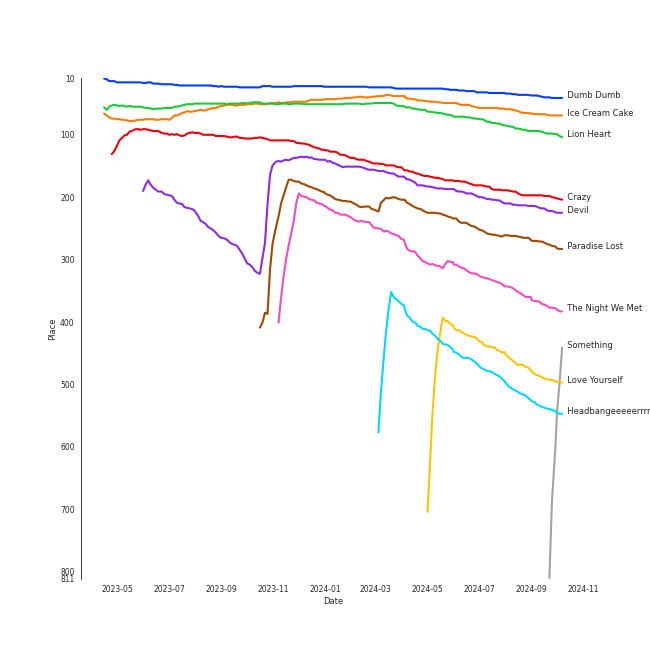 10
100
200
300
400
500
600
700
800
811
Place
2023-05 2023-07 2023-09 2023-11 2024-01 2024-03 2024-05 2024-07 2024-09 2024-11
Date
Dumb Dumb
Ice Cream Cake
Lion Heart
Crazy
Devil
Paradise Lost
The Night We Met
Something
Love Yourself
Headbangeeeeerrrr